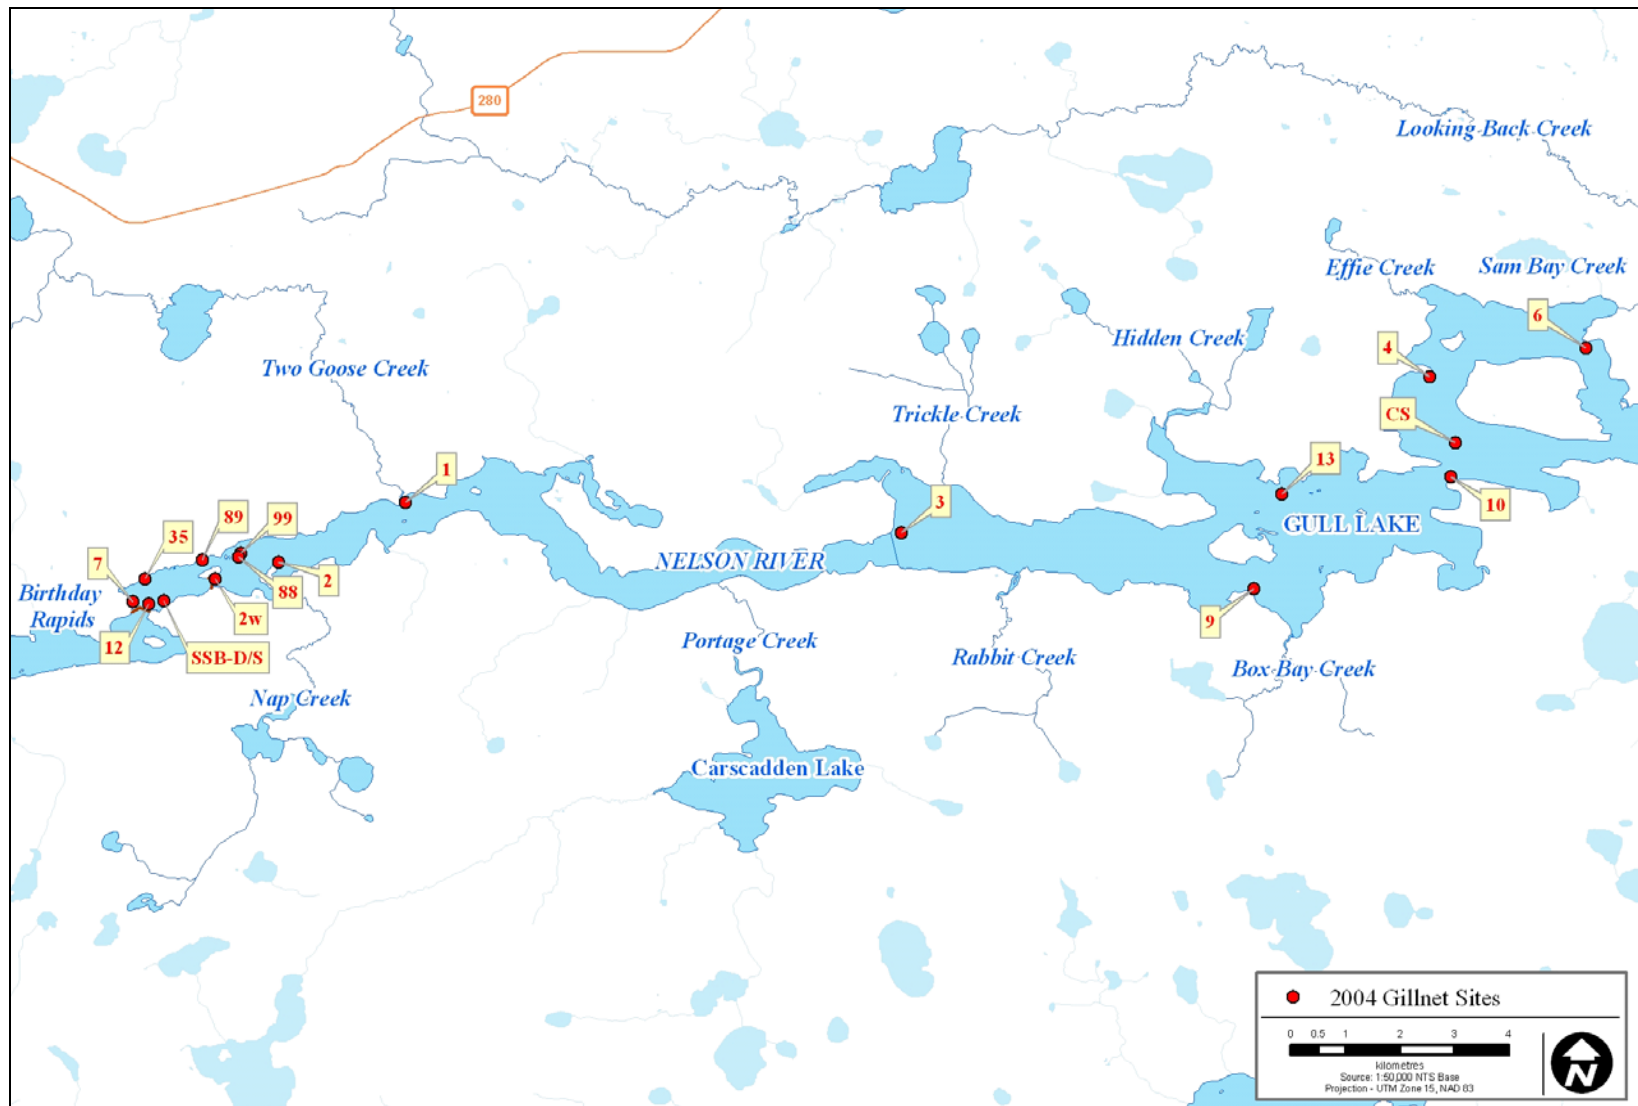 280
Looking Back Creek
Effie Creek
Sam Bay Creek
6
Hidden Creek
4
Two Goose Creek
Trickle Creek
CS
13
1
10
3
GULL LAKE
89
99
35
NELSON RIVER
7
2
88
Birthday
Rapids
2w
9
12
SSB-D/S
Portage Creek
Rabbit Creek
Box Bay Creek
Nap Creek
Carscadden Lake
2004 Gillnet Sites
0 0.5 1 2 3 4
kilometres
Source: 1:50,000 NTS Base
Projection - UTM Zone 15, NAD 83
N